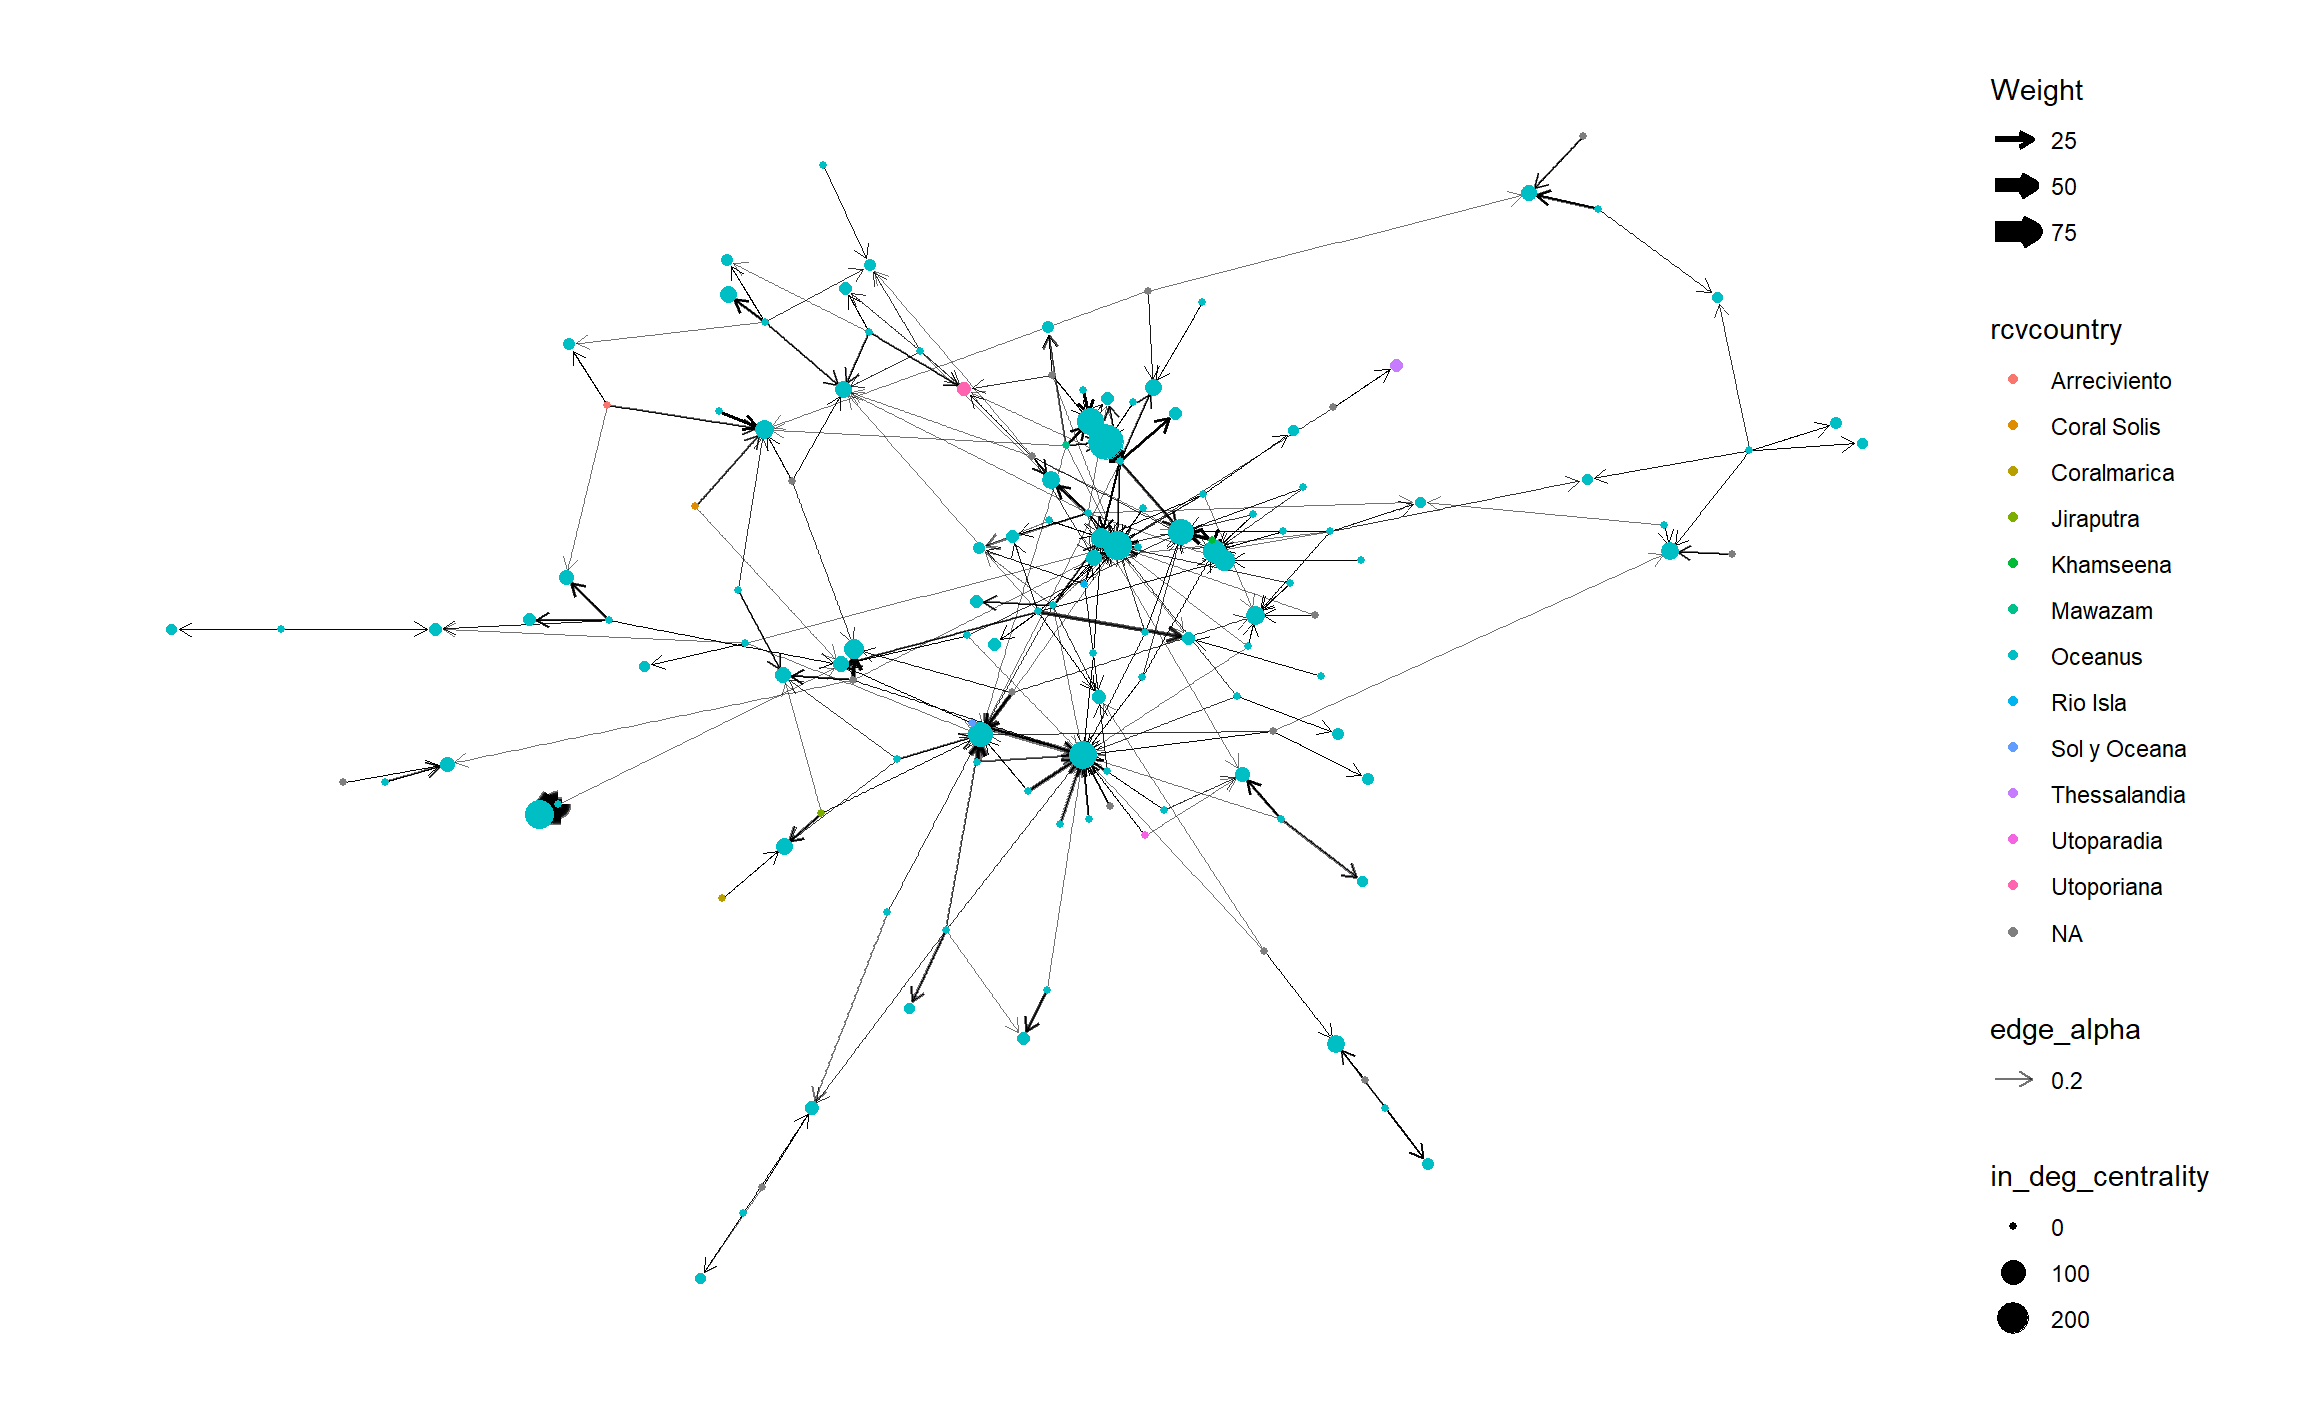 Weight
25
50
75
rcvcountry
Arreciviento
Coral Solis
Coralmarica
Jiraputra
Khamseena
Mawazam
Oceanus
Rio Isla
Sol y Oceana
Thessalandia
Utoparadia
Utoporiana
NA
edge_alpha
0.2
in_deg_centrality
0
100
200